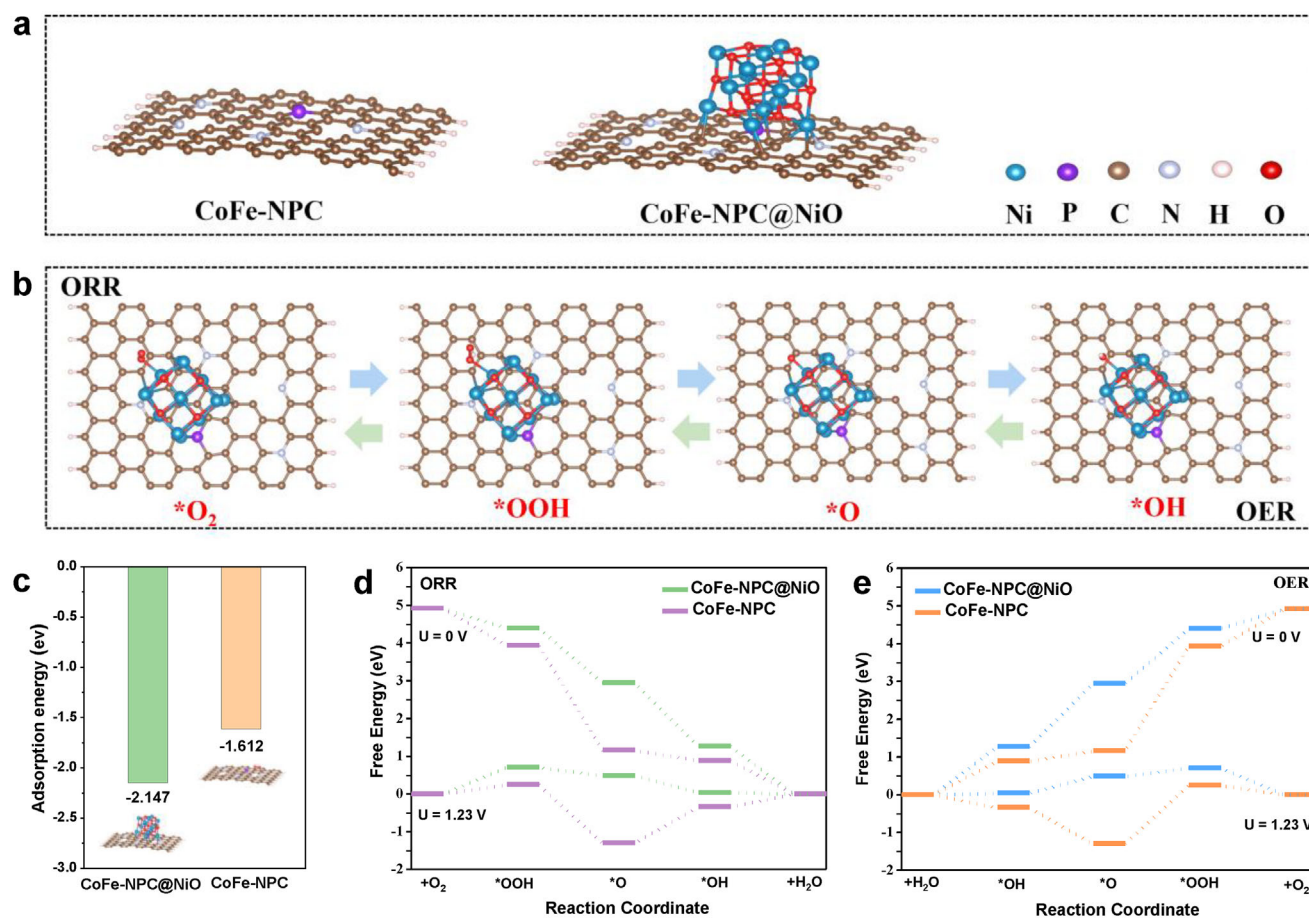 a
CoFe-NPC
CoFe-NPC@NiO
Ni P C N H O
b
ORR
*O₂
*OOH
*O
*OH
OER
c
Adsorption energy (ev)
0.0
-0.5
-1.0
-1.5
-2.0
-2.5
-3.0
-2.147
-1.612
CoFe-NPC@NiO CoFe-NPC
d
ORR
CoFe-NPC@NiO
CoFe-NPC
U = 0 V
U = 1.23 V
Free Energy (eV)
6
5
4
3
2
1
0
-1
-2
+O₂ *OOH *O *OH +H₂O
Reaction Coordinate
e
OER
CoFe-NPC@NiO
CoFe-NPC
U = 0 V
U = 1.23 V
Free Energy (eV)
6
5
4
3
2
1
0
-1
-2
+H₂O *OH *O *OOH +O₂
Reaction Coordinate